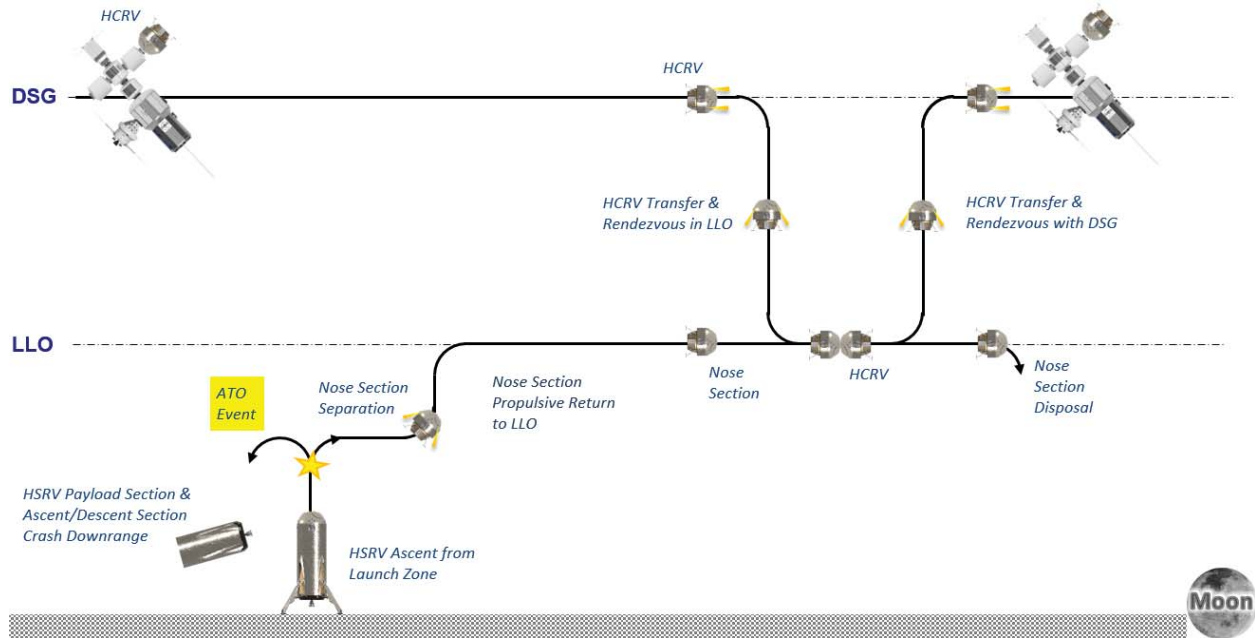 HCRV
HCRV
DSG
HCRV Transfer &
Rendezvous in LLO
HCRV Transfer &
Rendezvous with DSG
LLO
Nose
Section
HCRV
Nose
Section
Disposal
ATO
Event
Nose Section
Separation
Nose Section
Propulsive Return
to LLO
HSRV Payload Section &
Ascent/Descent Section
Crash Downrange
HSRV Ascent from
Launch Zone
Moon